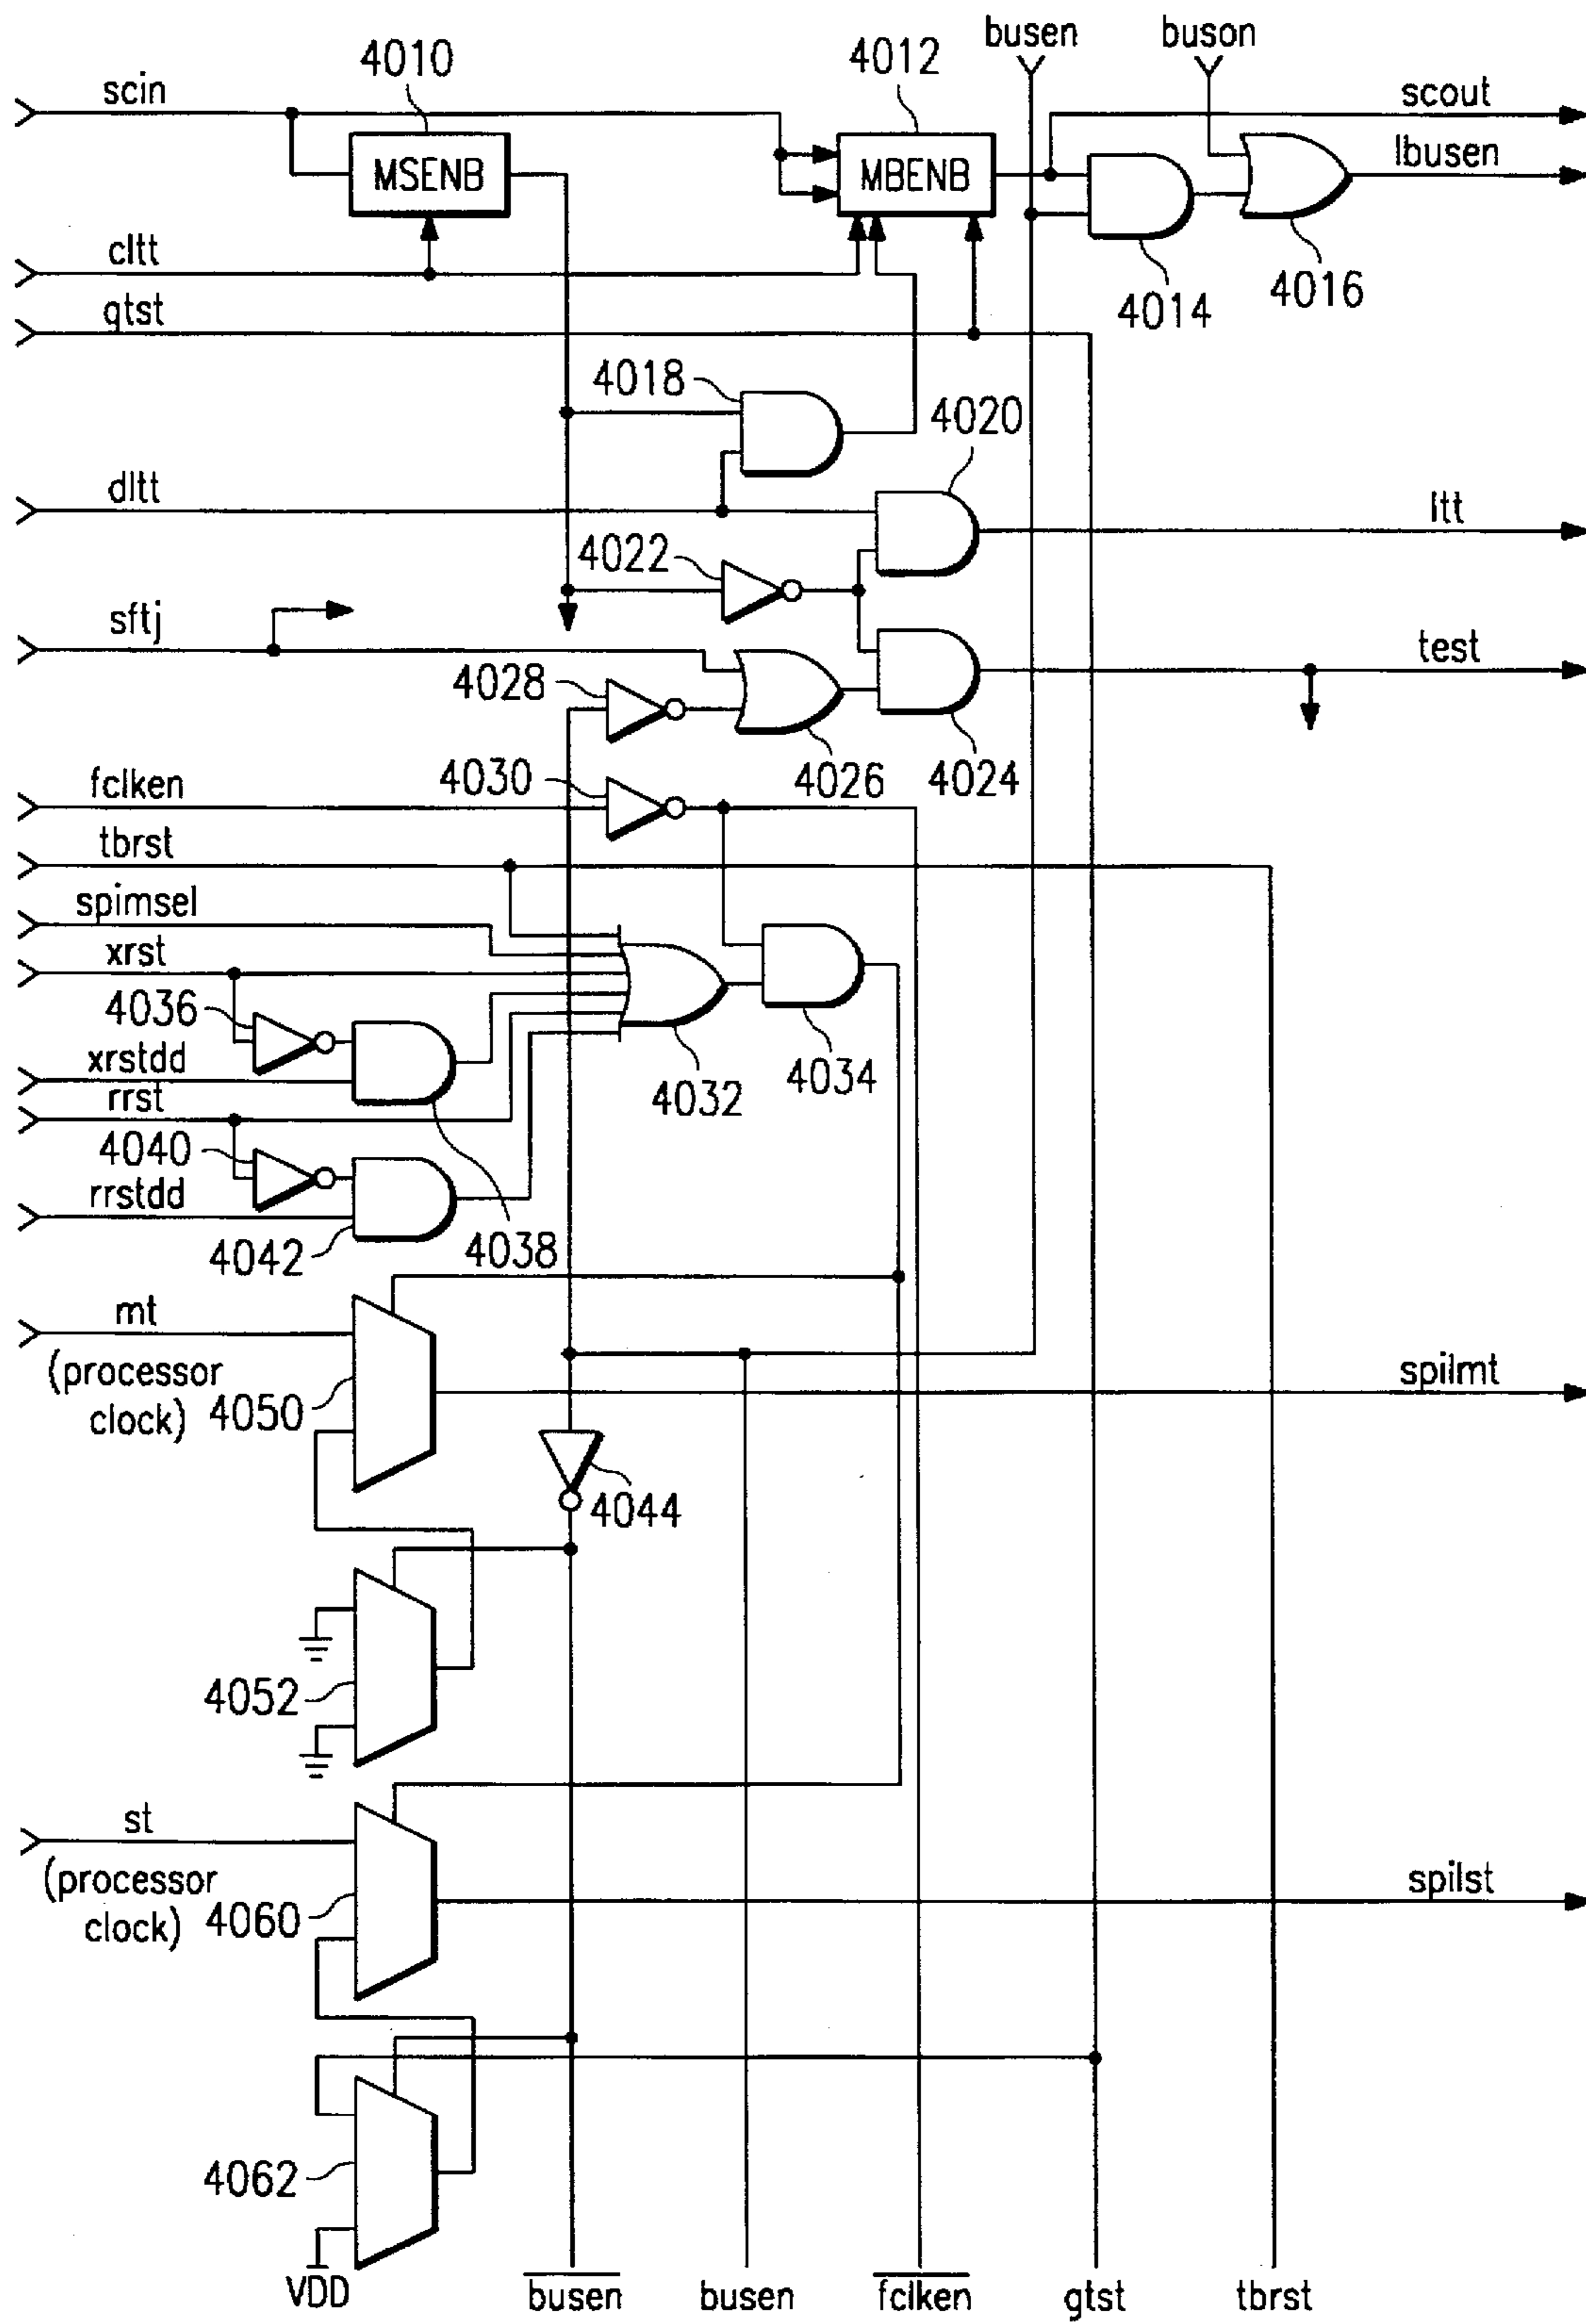 busen buson
4010
4012
scin
scout
MSENB
MBENB
lbusen
cltt
4014
4016
gtst
4018
4020
dltt
ltt
4022
sftj
test
4028
4026
4024
fclken
4030
tbrst
spimsel
xrst
4036
xrstdd
4032
4034
rrst
4040
rrstdd
4042
4038
mt
(processor
clock)
4050
spilmt
4044
4052
st
(processor
clock)
4060
spilst
4062
VDD
busen
busen
fclken
gtst
tbrst